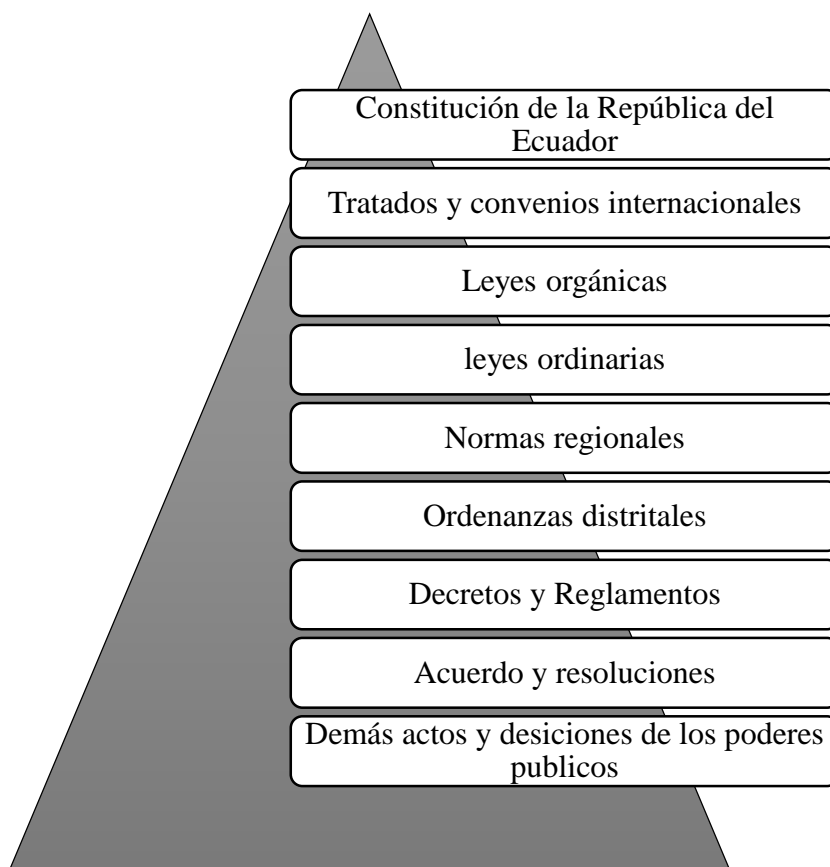 Constitución de la República del
Ecuador
Tratados y convenios internacionales
Leyes orgánicas
leyes ordinarias
Normas regionales
Ordenanzas distritales
Decretos y Reglamentos
Acuerdo y resoluciones
Demás actos y desiciones de los poderes
publicos